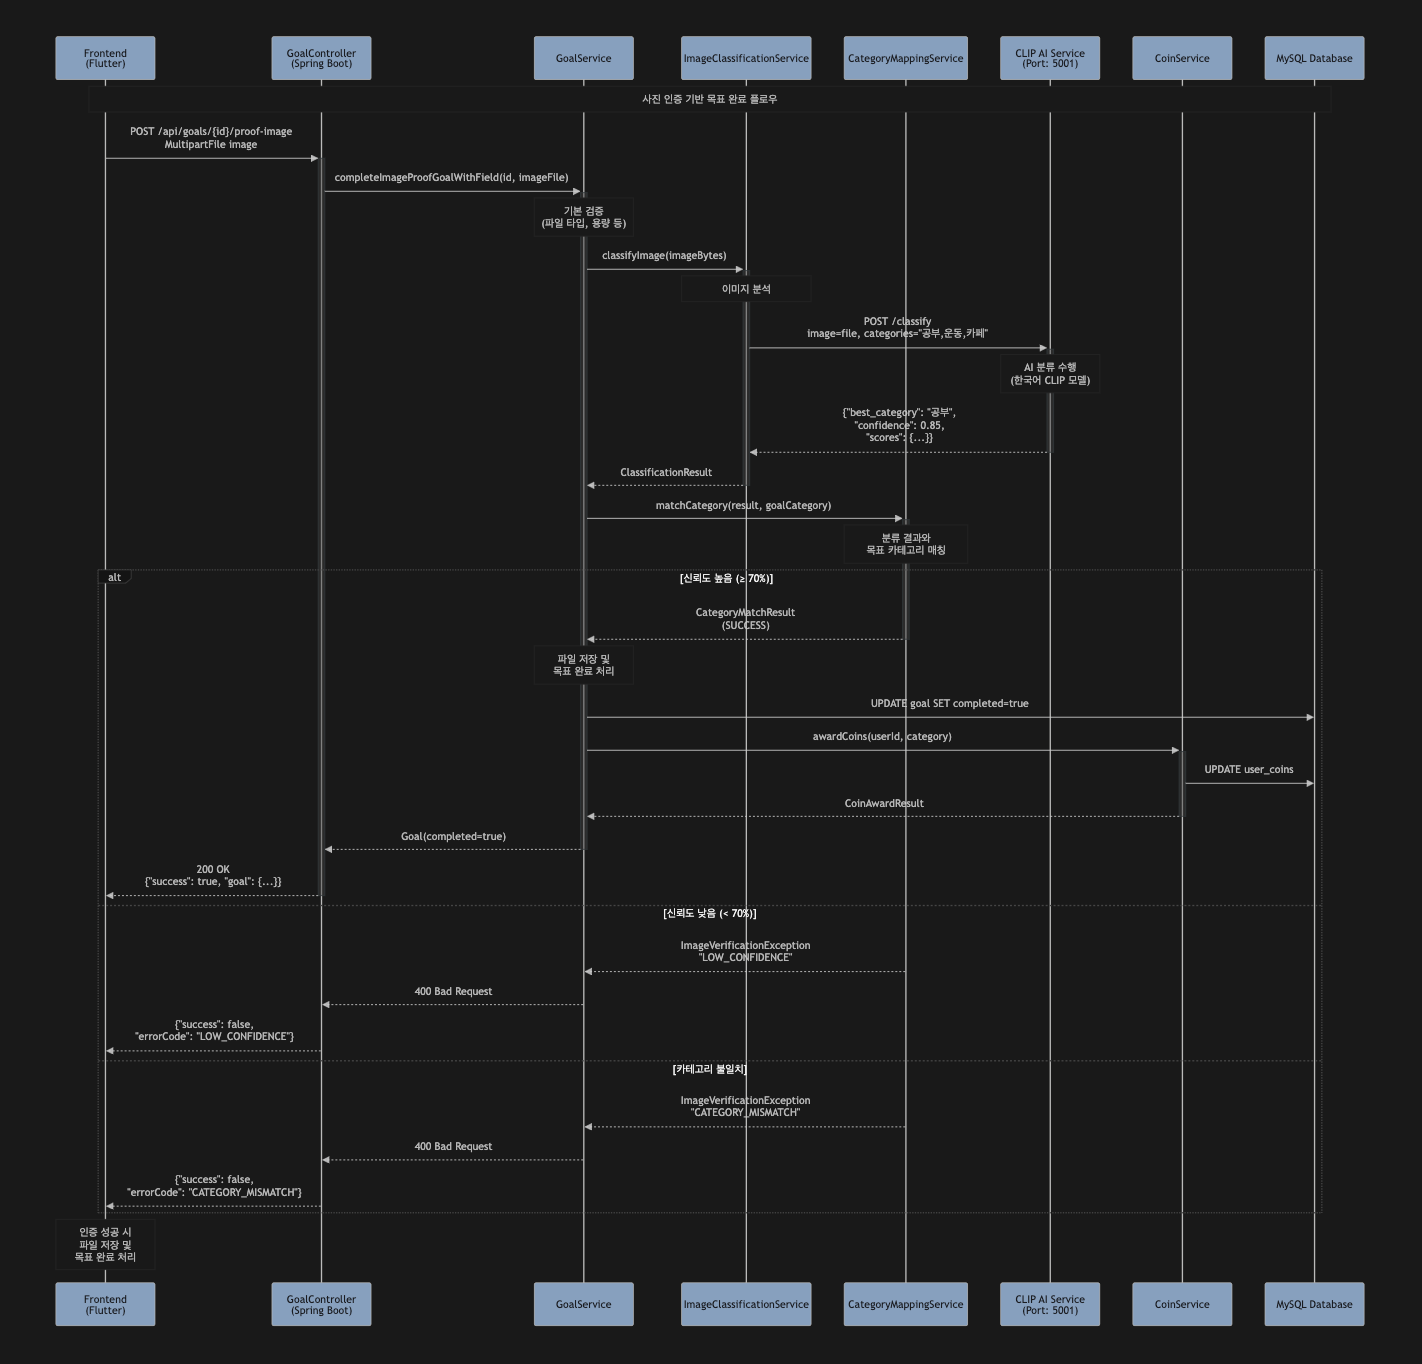 Frontend
(Flutter)
GoalController
(Spring Boot)
GoalService
ImageClassificationService
CategoryMappingService
CLIP AI Service
(Port: 5001)
CoinService
MySQL Database
사진 인증 기반 목표 완료 플로우
POST /api/goals/{id}/proof-image
MultipartFile image
completeImageProofGoalWithField(id, imageFile)
기본 검증
(파일 타입, 용량 등)
classifyImage(imageBytes)
이미지 분석
POST /classify
image=file, categories="공부,운동,카페"
AI 분류 수행
(한국어 CLIP 모델)
{"best_category": "공부",
"confidence": 0.85,
"scores": {...}}
ClassificationResult
matchCategory(result, goalCategory)
분류 결과와
목표 카테고리 매칭
alt
[신뢰도 높음 (≥ 70%)]
CategoryMatchResult
(SUCCESS)
파일 저장 및
목표 완료 처리
UPDATE goal SET completed=true
awardCoins(userId, category)
UPDATE user_coins
CoinAwardResult
Goal(completed=true)
200 OK
{"success": true, "goal": {...}}
[신뢰도 낮음 (< 70%)]
ImageVerificationException
"LOW_CONFIDENCE"
400 Bad Request
{"success": false,
"errorCode": "LOW_CONFIDENCE"}
[카테고리 불일치]
ImageVerificationException
"CATEGORY_MISMATCH"
400 Bad Request
{"success": false,
"errorCode": "CATEGORY_MISMATCH"}
인증 성공 시
파일 저장 및
목표 완료 처리
Frontend
(Flutter)
GoalController
(Spring Boot)
GoalService
ImageClassificationService
CategoryMappingService
CLIP AI Service
(Port: 5001)
CoinService
MySQL Database